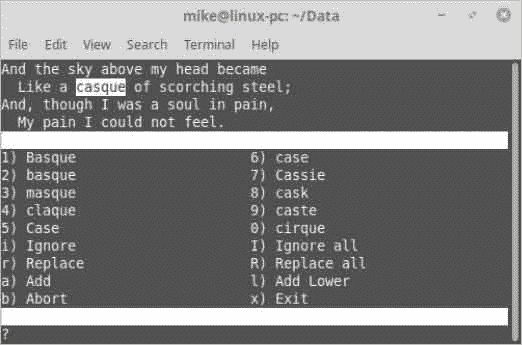 mike@linux-pc: ~/Data
File Edit View Search Terminal Help
And the sky above my head became
Like a casque of scorching steel;
And, though I was a soul in pain,
My pain I could not feel.
1) Basque 6) case
2) basque 7) Cassie
3) masque 8) cask
4) claque 9) caste
5) Case 0) cirque
i) Ignore I) Ignore all
r) Replace R) Replace all
a) Add l) Add Lower
b) Abort x) Exit
?